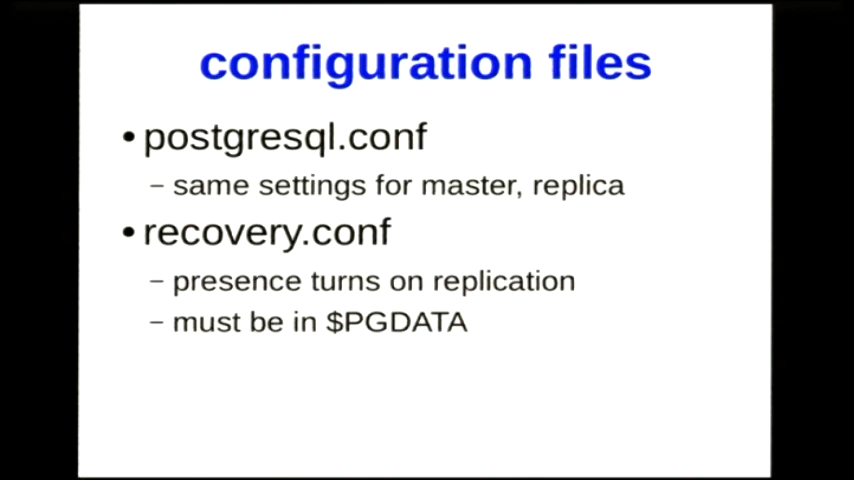 configuration files
• postgresql.conf
– same settings for master, replica
• recovery.conf
– presence turns on replication
– must be in $PGDATA